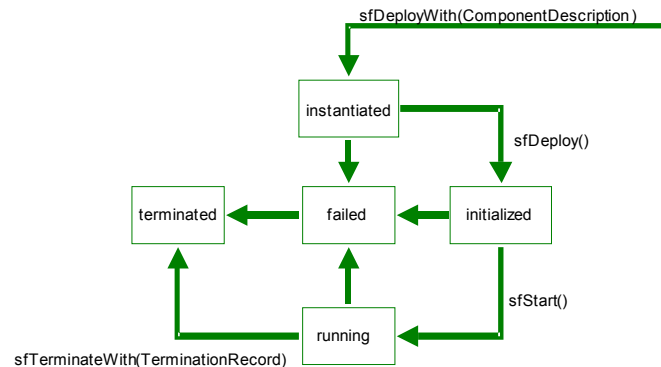 sfDeployWith(ComponentDescription)
instantiated
sfDeploy()
terminated
failed
initialized
sfStart()
running
sfTerminateWith(TerminationRecord)